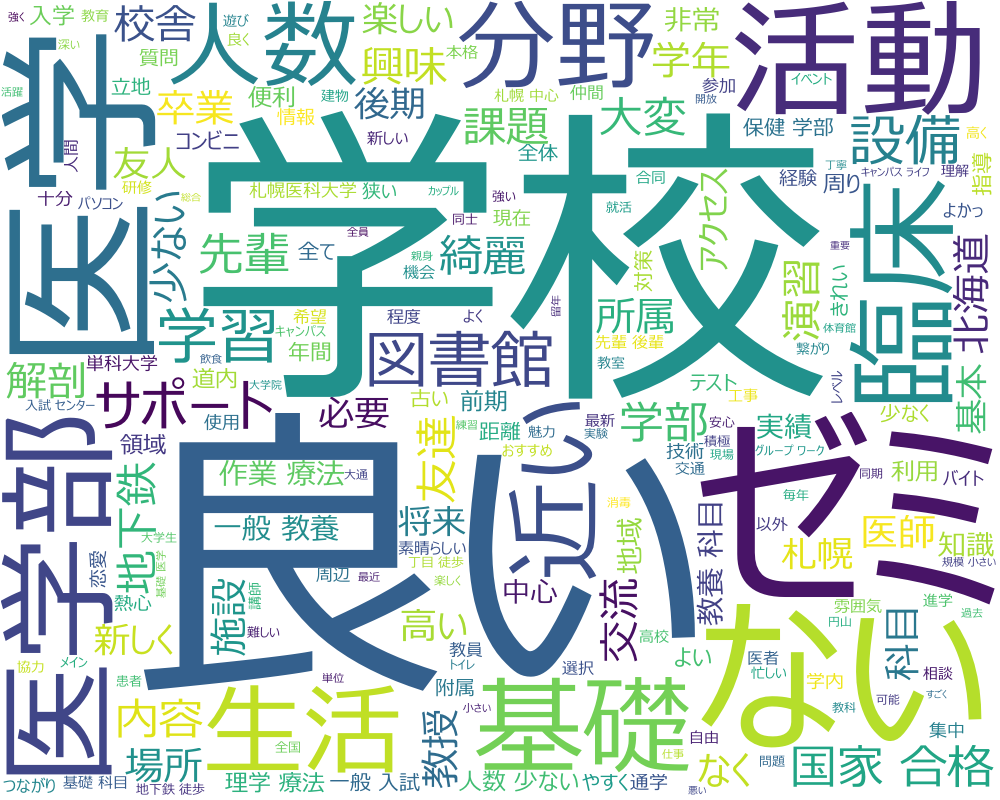 強く 入学 教育 遊び 良く
校舎
人数
楽しい
分野
非常
活動
医学
深い
活躍
質問
興味
本格
学年
参加
イベント
立地
卒業
便利
建物
後期
札幌 中心
仲間
開放
情報
課題
大変
保健 学部
設備
高く
コンビニ
新しい
全体
丁寧
人間
友人
学校
合同
経験
周り
キャンパス ライフ
理解
指導
研修
札幌医科大学
狭い
カップル
強い
就活
アクセス
よかっ
十分
パソコン
総合
同士
現在
臨床
少ない
先輩
全て
全員
綺麗
親身
機会
対策
重要
演習
きれい
北海道
学習
希望
程度
よく
留年
所属
体育館
キャンパス
先輩 後輩
繋がり
単科大学
年間
飲食
図書館
教室
解剖
道内
大学院
テスト
工事
レベル
基本
入試 センター
サポート
必要
古い
前期
少なく
使用
練習
距離
最新
魅力
実験
学部
安心
実績
医学部
領域
おすすめ
技術
積極
現場
グループ ワーク
交通
地下鉄
作業 療法
大通
友達
良い
近い
ゼミ
同期
利用
バイト
消毒
毎年
一般 教養
将来
以外
医師
大学生
素晴らしい
地域
教養 科目
札幌
知識
規模 小さい
恋愛
基礎 医学
丁目 徒歩
周辺
最近
楽しく
中心
熱心
施設
講師
交流
雰囲気
進学
過去
新しく
難しい
高い
高校
円山
教員
トイレ
選択
よい
医者
忙しい
ない
科目
協力
メイン
患者
単位
附属
小さい
学内
相談
可能
すごく
内容
生活
教授
基礎
教科
全国
自由
集中
仕事
なく
問題
場所
国家 合格
つながり
基礎 科目
地下鉄 徒歩
理学 療法
一般 入試
人数 少ない
やすく
通学
悪い